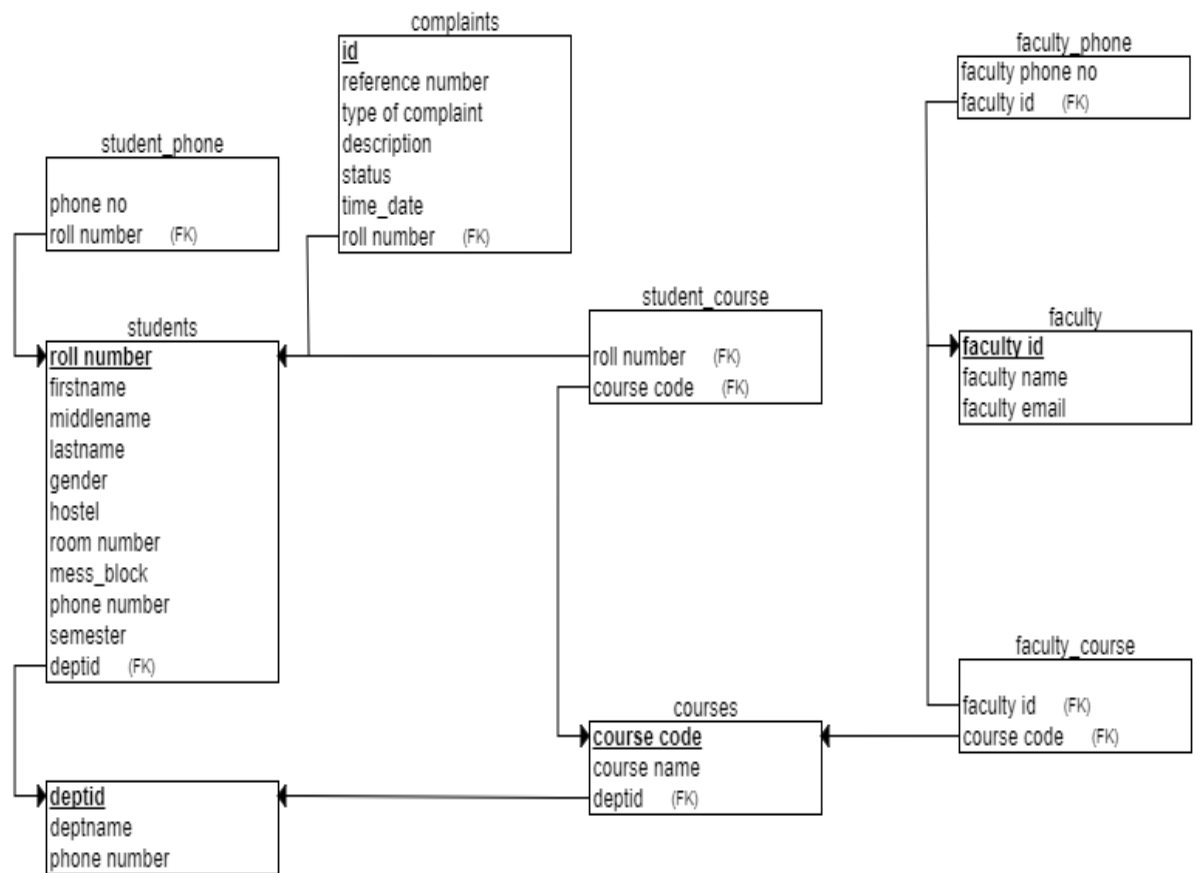 complaints
id
reference number
type of complaint
description
status
time_date
roll number (FK)
faculty_phone
faculty phone no
faculty id (FK)
student_phone
phone no
roll number (FK)
students
roll number
firstname
middlename
lastname
gender
hostel
room number
mess_block
phone number
semester
deptid (FK)
student_course
roll number (FK)
course code (FK)
faculty
faculty id
faculty name
faculty email
faculty_course
faculty id (FK)
course code (FK)
courses
course code
course name
deptid (FK)
deptid
deptname
phone number